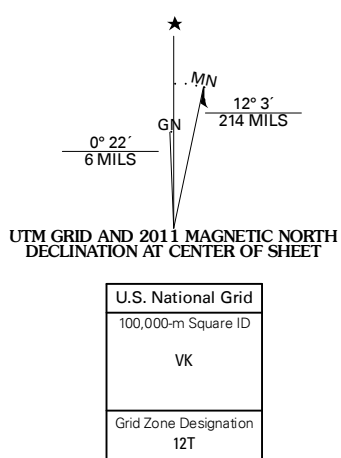 ★
MN
12° 3´
214 MILS
GN
0° 22´
6 MILS
UTM GRID AND 2011 MAGNETIC NORTH
DECLINATION AT CENTER OF SHEET
U.S. National Grid
100,000-m Square ID
VK
Grid Zone Designation
12T